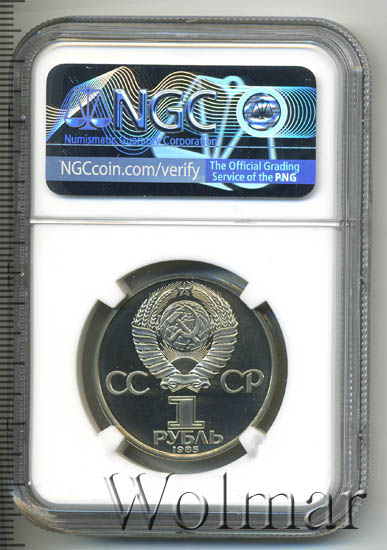 NGC
Numismatic Guaranty Corporation
NGCcoin.com/verify
The Official Grading
Service of the PNG
СС СР
1
РУБЛЬ
1985
Wolmar